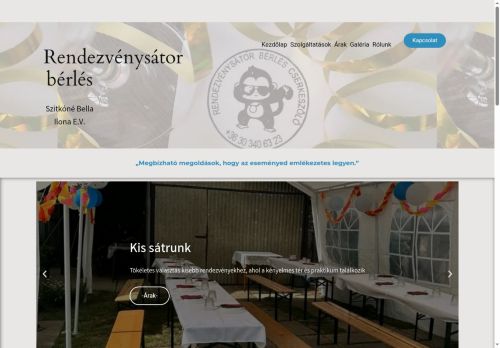 Kezdőlap Szolgáltatások Árak Galéria Rólunk
Kapcsolat
Rendezvénysátor
bérlés
Szitkóné Bella
Ilona E.V.
RENDEZVÉNYSÁTOR BÉRLÉS CSERKESZŐLŐ
+36 30 340 63 23
„Megbízható megoldások, hogy az eseményed emlékezetes legyen.”
Kis sátrunk
Tökéletes választás kisebb rendezvényekhez, ahol a kényelmes tér és praktikum találkozik
-Árak-